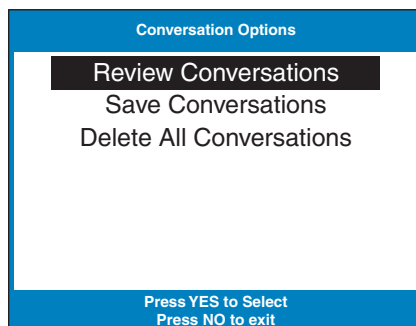 Conversation Options
Review Conversations
Save Conversations
Delete All Conversations
Press YES to Select
Press NO to exit